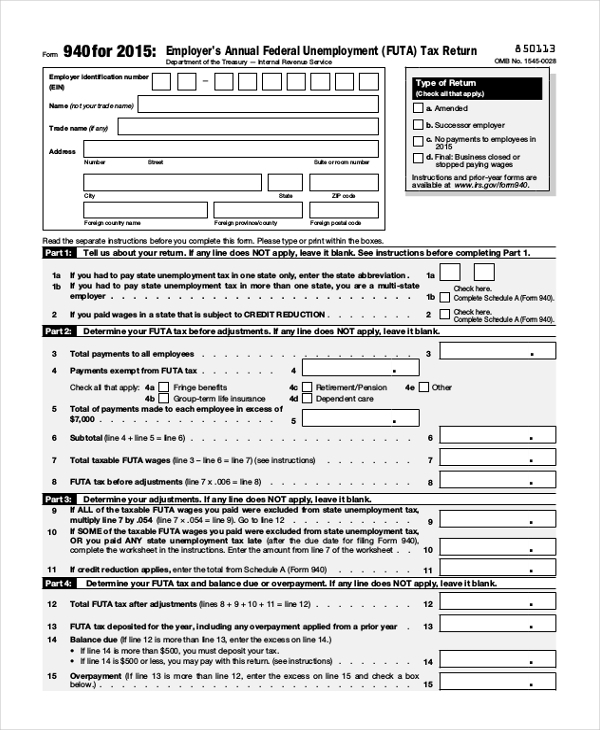 Form 940 for 2015: Employer's Annual Federal Unemployment (FUTA) Tax Return 850113
Department of the Treasury — Internal Revenue Service OMB No. 1545-0028
Employer identification number
(EIN)
–
Name (not your trade name)
Trade name (if any)
Address
Number Street Suite or room number
City State ZIP code
Foreign country name Foreign province/county Foreign postal code
Type of Return
(Check all that apply.)
a. Amended
b. Successor employer
c. No payments to employees in
2015
d. Final: Business closed or
stopped paying wages
Instructions and prior-year forms are
available at www.irs.gov/form940.
Read the separate instructions before you complete this form. Please type or print within the boxes.
Part 1: Tell us about your return. If any line does NOT apply, leave it blank. See instructions before completing Part 1.
1a If you had to pay state unemployment tax in one state only, enter the state abbreviation . 1a
1b If you had to pay state unemployment tax in more than one state, you are a multi-state
employer . . . . . . . . . . . . . . . . . . . . . . . . . . 1b Check here.
Complete Schedule A (Form 940).
2 If you paid wages in a state that is subject to CREDIT REDUCTION . . . . . . . . 2 Check here.
Complete Schedule A (Form 940).
Part 2: Determine your FUTA tax before adjustments. If any line does NOT apply, leave it blank.
3 Total payments to all employees . . . . . . . . . . . . . . . . 3 .
4 Payments exempt from FUTA tax . . . . . . . 4 .
Check all that apply: 4a Fringe benefits 4c Retirement/Pension 4e Other
4b Group-term life insurance 4d Dependent care
5 Total of payments made to each employee in excess of
$7,000 . . . . . . . . . . . . . . 5 .
6 Subtotal (line 4 + line 5 = line 6) . . . . . . . . . . . . . . . . 6 .
7 Total taxable FUTA wages (line 3 – line 6 = line 7) (see instructions) . . . . . . . . 7 .
8 FUTA tax before adjustments (line 7 x .006 = line 8) . . . . . . . . . . . 8 .
Part 3: Determine your adjustments. If any line does NOT apply, leave it blank.
9 If ALL of the taxable FUTA wages you paid were excluded from state unemployment tax,
multiply line 7 by .054 (line 7 x .054 = line 9). Go to line 12 . . . . . . . . . . 9 .
10 If SOME of the taxable FUTA wages you paid were excluded from state unemployment tax,
OR you paid ANY state unemployment tax late (after the due date for filing Form 940),
complete the worksheet in the instructions. Enter the amount from line 7 of the worksheet . . 10 .
11 If credit reduction applies, enter the total from Schedule A (Form 940) . . . . . . . 11 .
Part 4: Determine your FUTA tax and balance due or overpayment. If any line does NOT apply, leave it blank.
12 Total FUTA tax after adjustments (lines 8 + 9 + 10 + 11 = line 12) . . . . . . . . 12 .
13 FUTA tax deposited for the year, including any overpayment applied from a prior year . 13 .
14 Balance due (If line 12 is more than line 13, enter the excess on line 14.)
• If line 14 is more than $500, you must deposit your tax.
• If line 14 is $500 or less, you may pay with this return. (see instructions) . . . . . . 14 .
15 Overpayment (If line 13 is more than line 12, enter the excess on line 15 and check a box
below.) . . . . . . . . . . . . . . . . . . . . . . . . . . 15 .